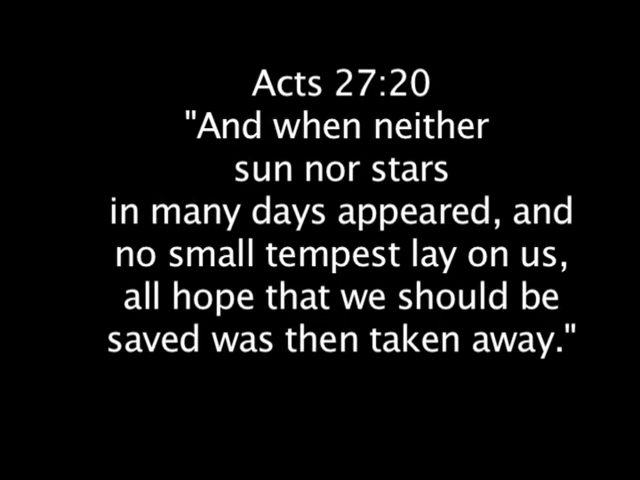 Acts 27:20
"And when neither
sun nor stars
in many days appeared, and
no small tempest lay on us,
all hope that we should be
saved was then taken away."